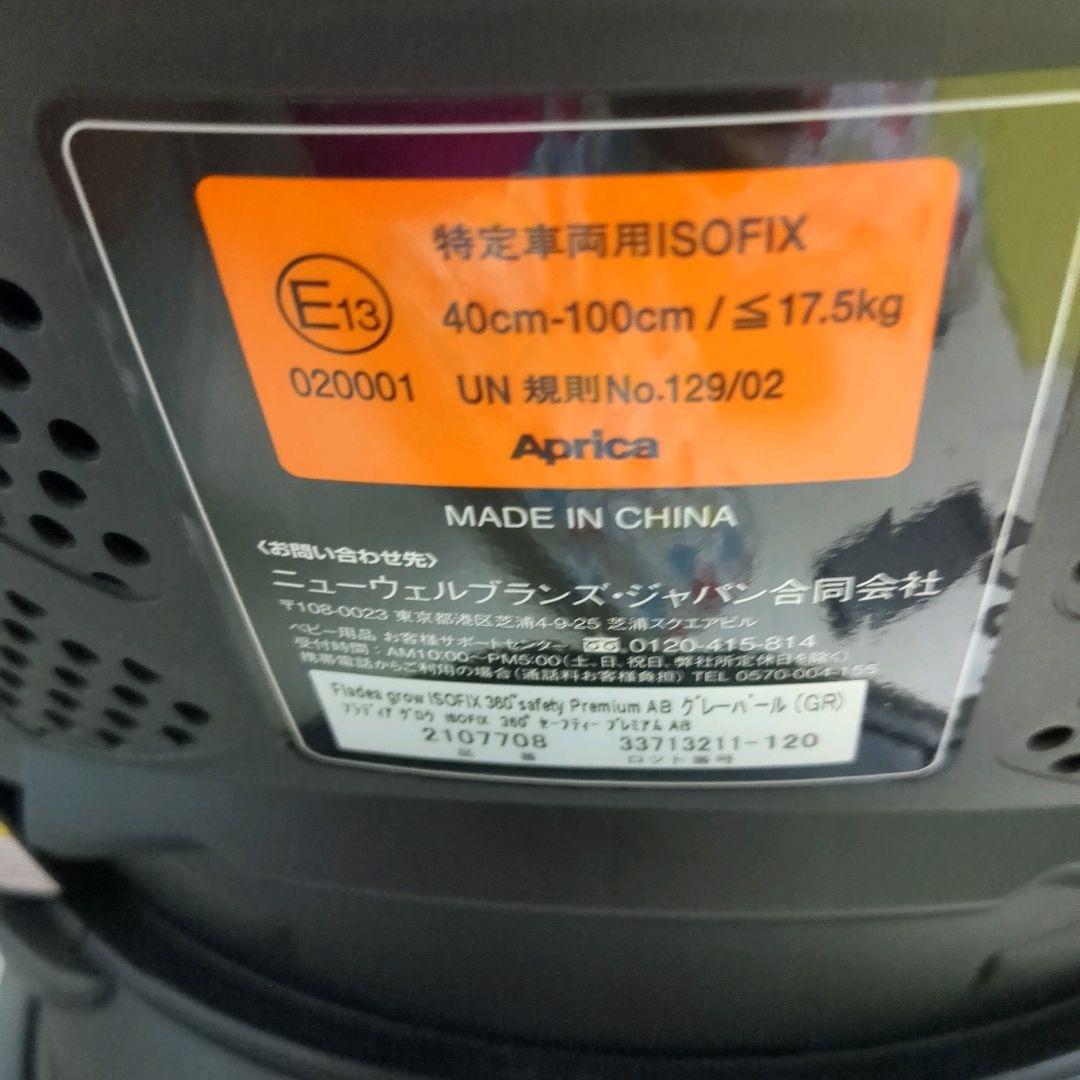 特定車両用ISOFIX
E13
40cm-100cm / ≦17.5kg
020001 UN 規則No.129/02
Aprica
MADE IN CHINA
《お問い合わせ先》
ニューウェルブランズ・ジャパン合同会社
〒108-0023 東京都港区芝浦4-9-25 芝浦スクエアビル
ベビー用品 お客様サポートセンター 0120-415-814
受付時間:AM10:00〜PM5:00(土、日、祝日、弊社所定休日を除く)
携帯電話からご利用の場合(通話料お客様負担) TEL 0570-004-155
Fladea grow ISOFIX 360°safety Premium AB グレーパール(GR)
フラディア グロウ ISOFIX 360° セーフティー プレミアム AB
2107708 33713211-120
品番 ロット番号